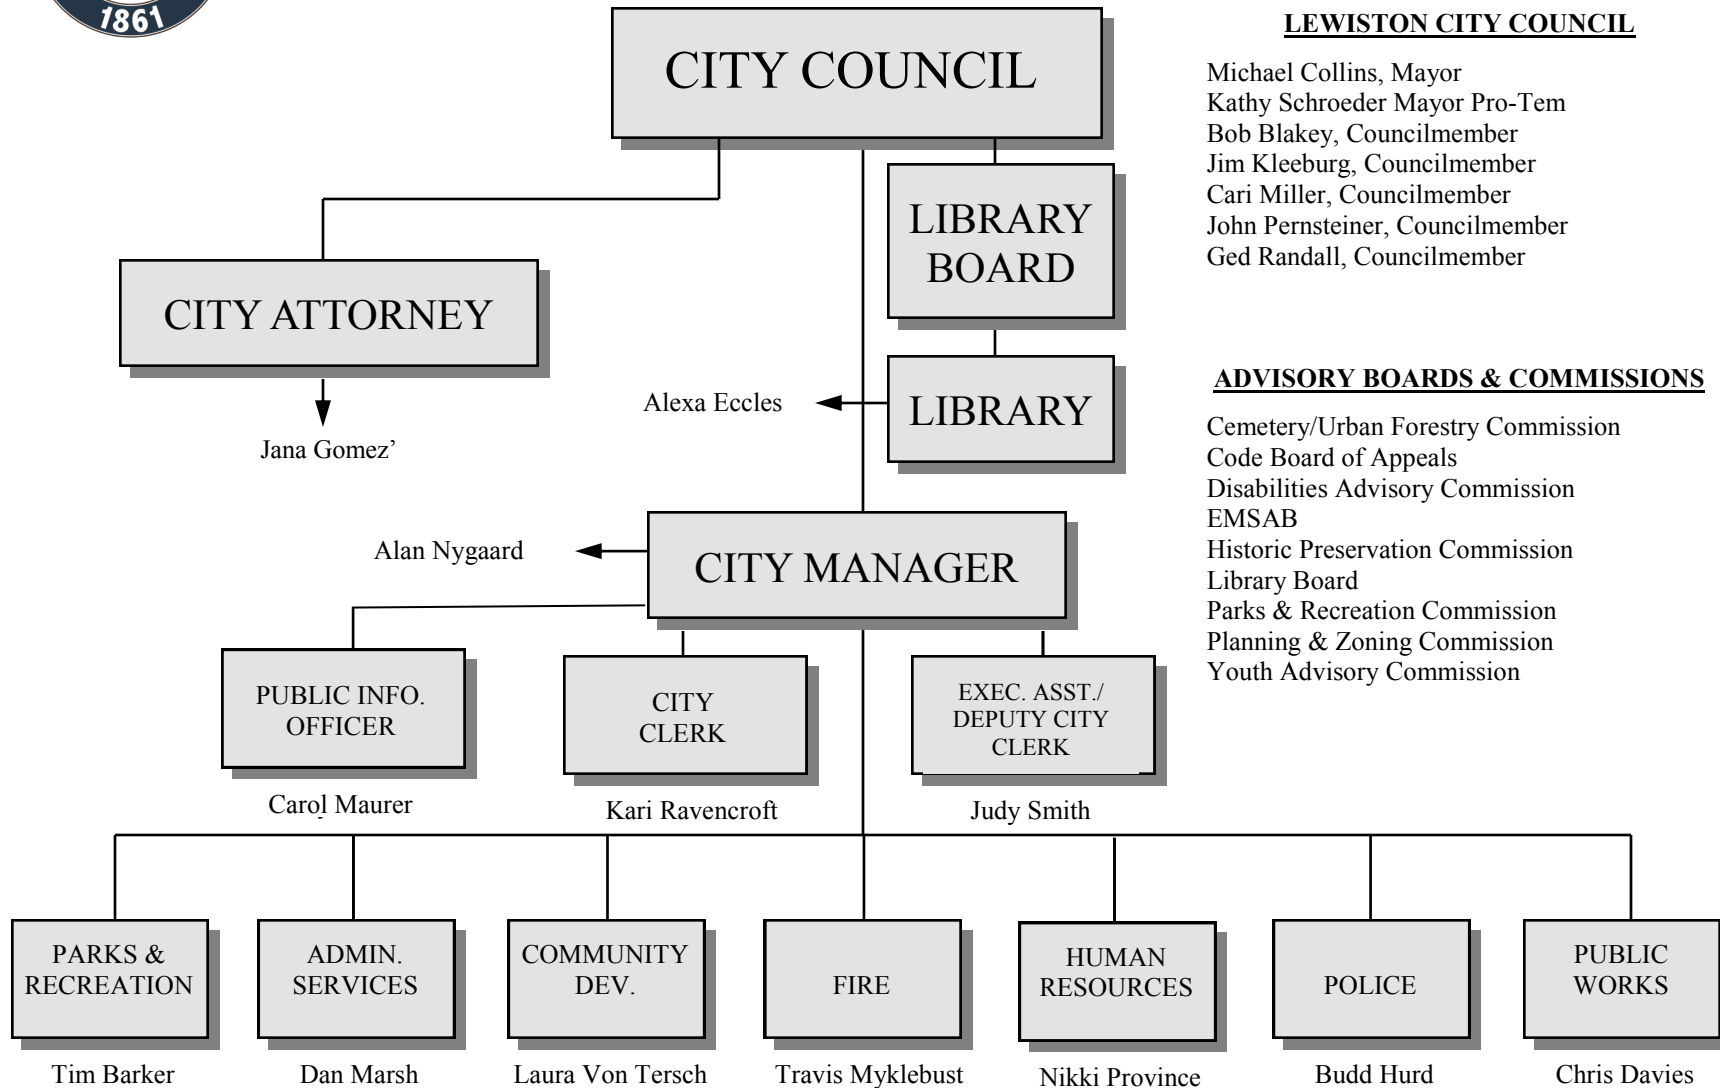 1861
CITY COUNCIL
LEWISTON CITY COUNCIL
Michael Collins, Mayor
Kathy Schroeder Mayor Pro-Tem
Bob Blakey, Councilmember
Jim Kleeburg, Councilmember
Cari Miller, Councilmember
John Pernsteiner, Councilmember
Ged Randall, Councilmember
LIBRARY
BOARD
CITY ATTORNEY
Jana Gomez’
LIBRARY
Alexa Eccles
ADVISORY BOARDS & COMMISSIONS
Cemetery/Urban Forestry Commission
Code Board of Appeals
Disabilities Advisory Commission
EMSAB
Historic Preservation Commission
Library Board
Parks & Recreation Commission
Planning & Zoning Commission
Youth Advisory Commission
Alan Nygaard
CITY MANAGER
PUBLIC INFO.
OFFICER
Carol Maurer
CITY
CLERK
Kari Ravencroft
EXEC. ASST./
DEPUTY CITY
CLERK
Judy Smith
PARKS &
RECREATION
Tim Barker
ADMIN.
SERVICES
Dan Marsh
COMMUNITY
DEV.
Laura Von Tersch
FIRE
Travis Myklebust
HUMAN
RESOURCES
Nikki Province
POLICE
Budd Hurd
PUBLIC
WORKS
Chris Davies